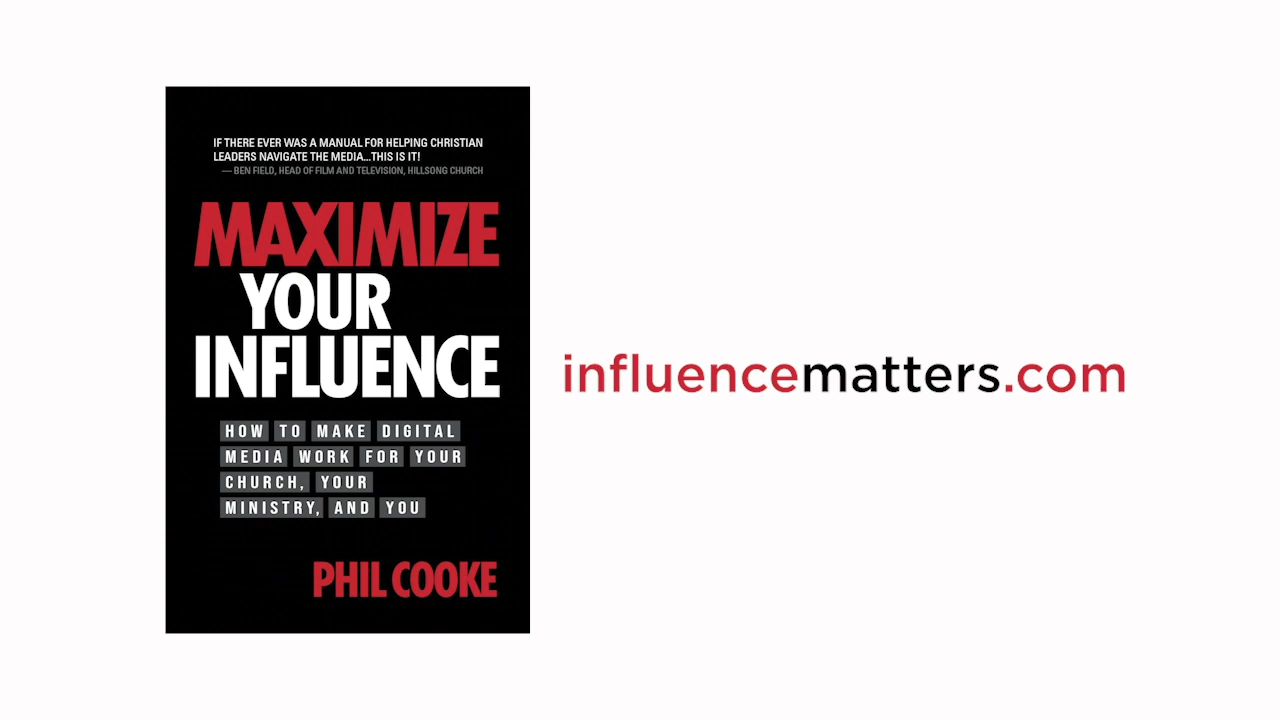 IF THERE EVER WAS A MANUAL FOR HELPING CHRISTIAN
LEADERS NAVIGATE THE MEDIA...THIS IS IT!
— BEN FIELD, HEAD OF FILM AND TELEVISION, HILLSONG CHURCH
MAXIMIZE
YOUR
INFLUENCE
HOW TO MAKE DIGITAL
MEDIA WORK FOR YOUR
CHURCH, YOUR
MINISTRY, AND YOU
PHIL COOKE
influencematters.com